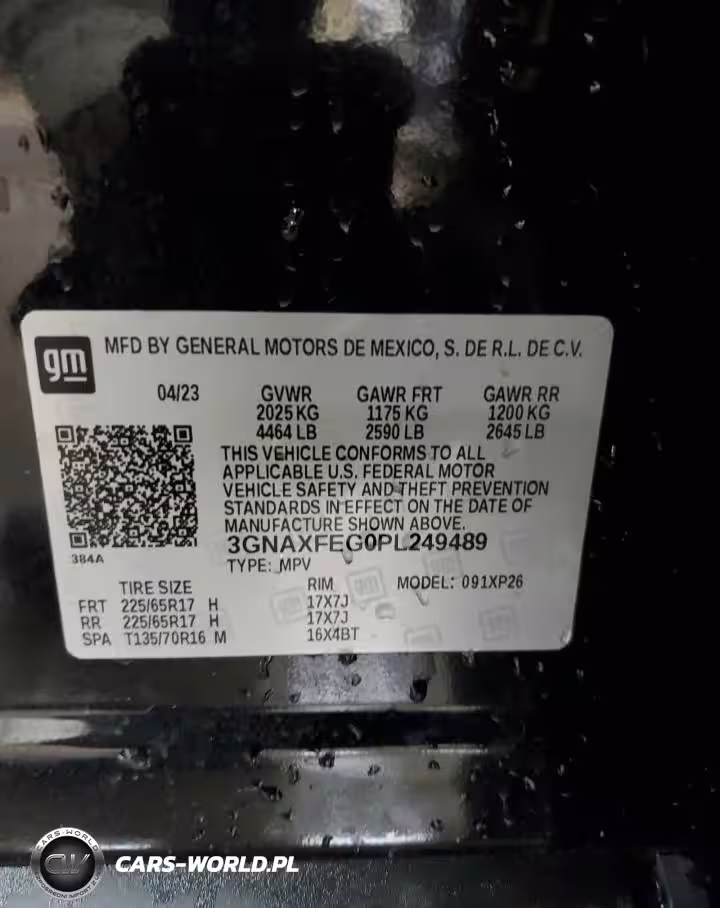 gm
MFD BY GENERAL MOTORS DE MEXICO, S. DE R.L. DE C.V.
04/23 GVWR GAWR FRT GAWR RR
2025 KG 1175 KG 1200 KG
4464 LB 2590 LB 2645 LB
THIS VEHICLE CONFORMS TO ALL
APPLICABLE U.S. FEDERAL MOTOR
VEHICLE SAFETY AND THEFT PREVENTION
STANDARDS IN EFFECT ON THE DATE OF
MANUFACTURE SHOWN ABOVE.
3GNAXFEG0PL249489
384A
TYPE: MPV MODEL: 091XP26
TIRE SIZE RIM
FRT 225/65R17 H 17X7J
RR 225/65R17 H 17X7J
SPA T135/70R16 M 16X4BT
CARS-WORLD
CW
CARS-WORLD.PL